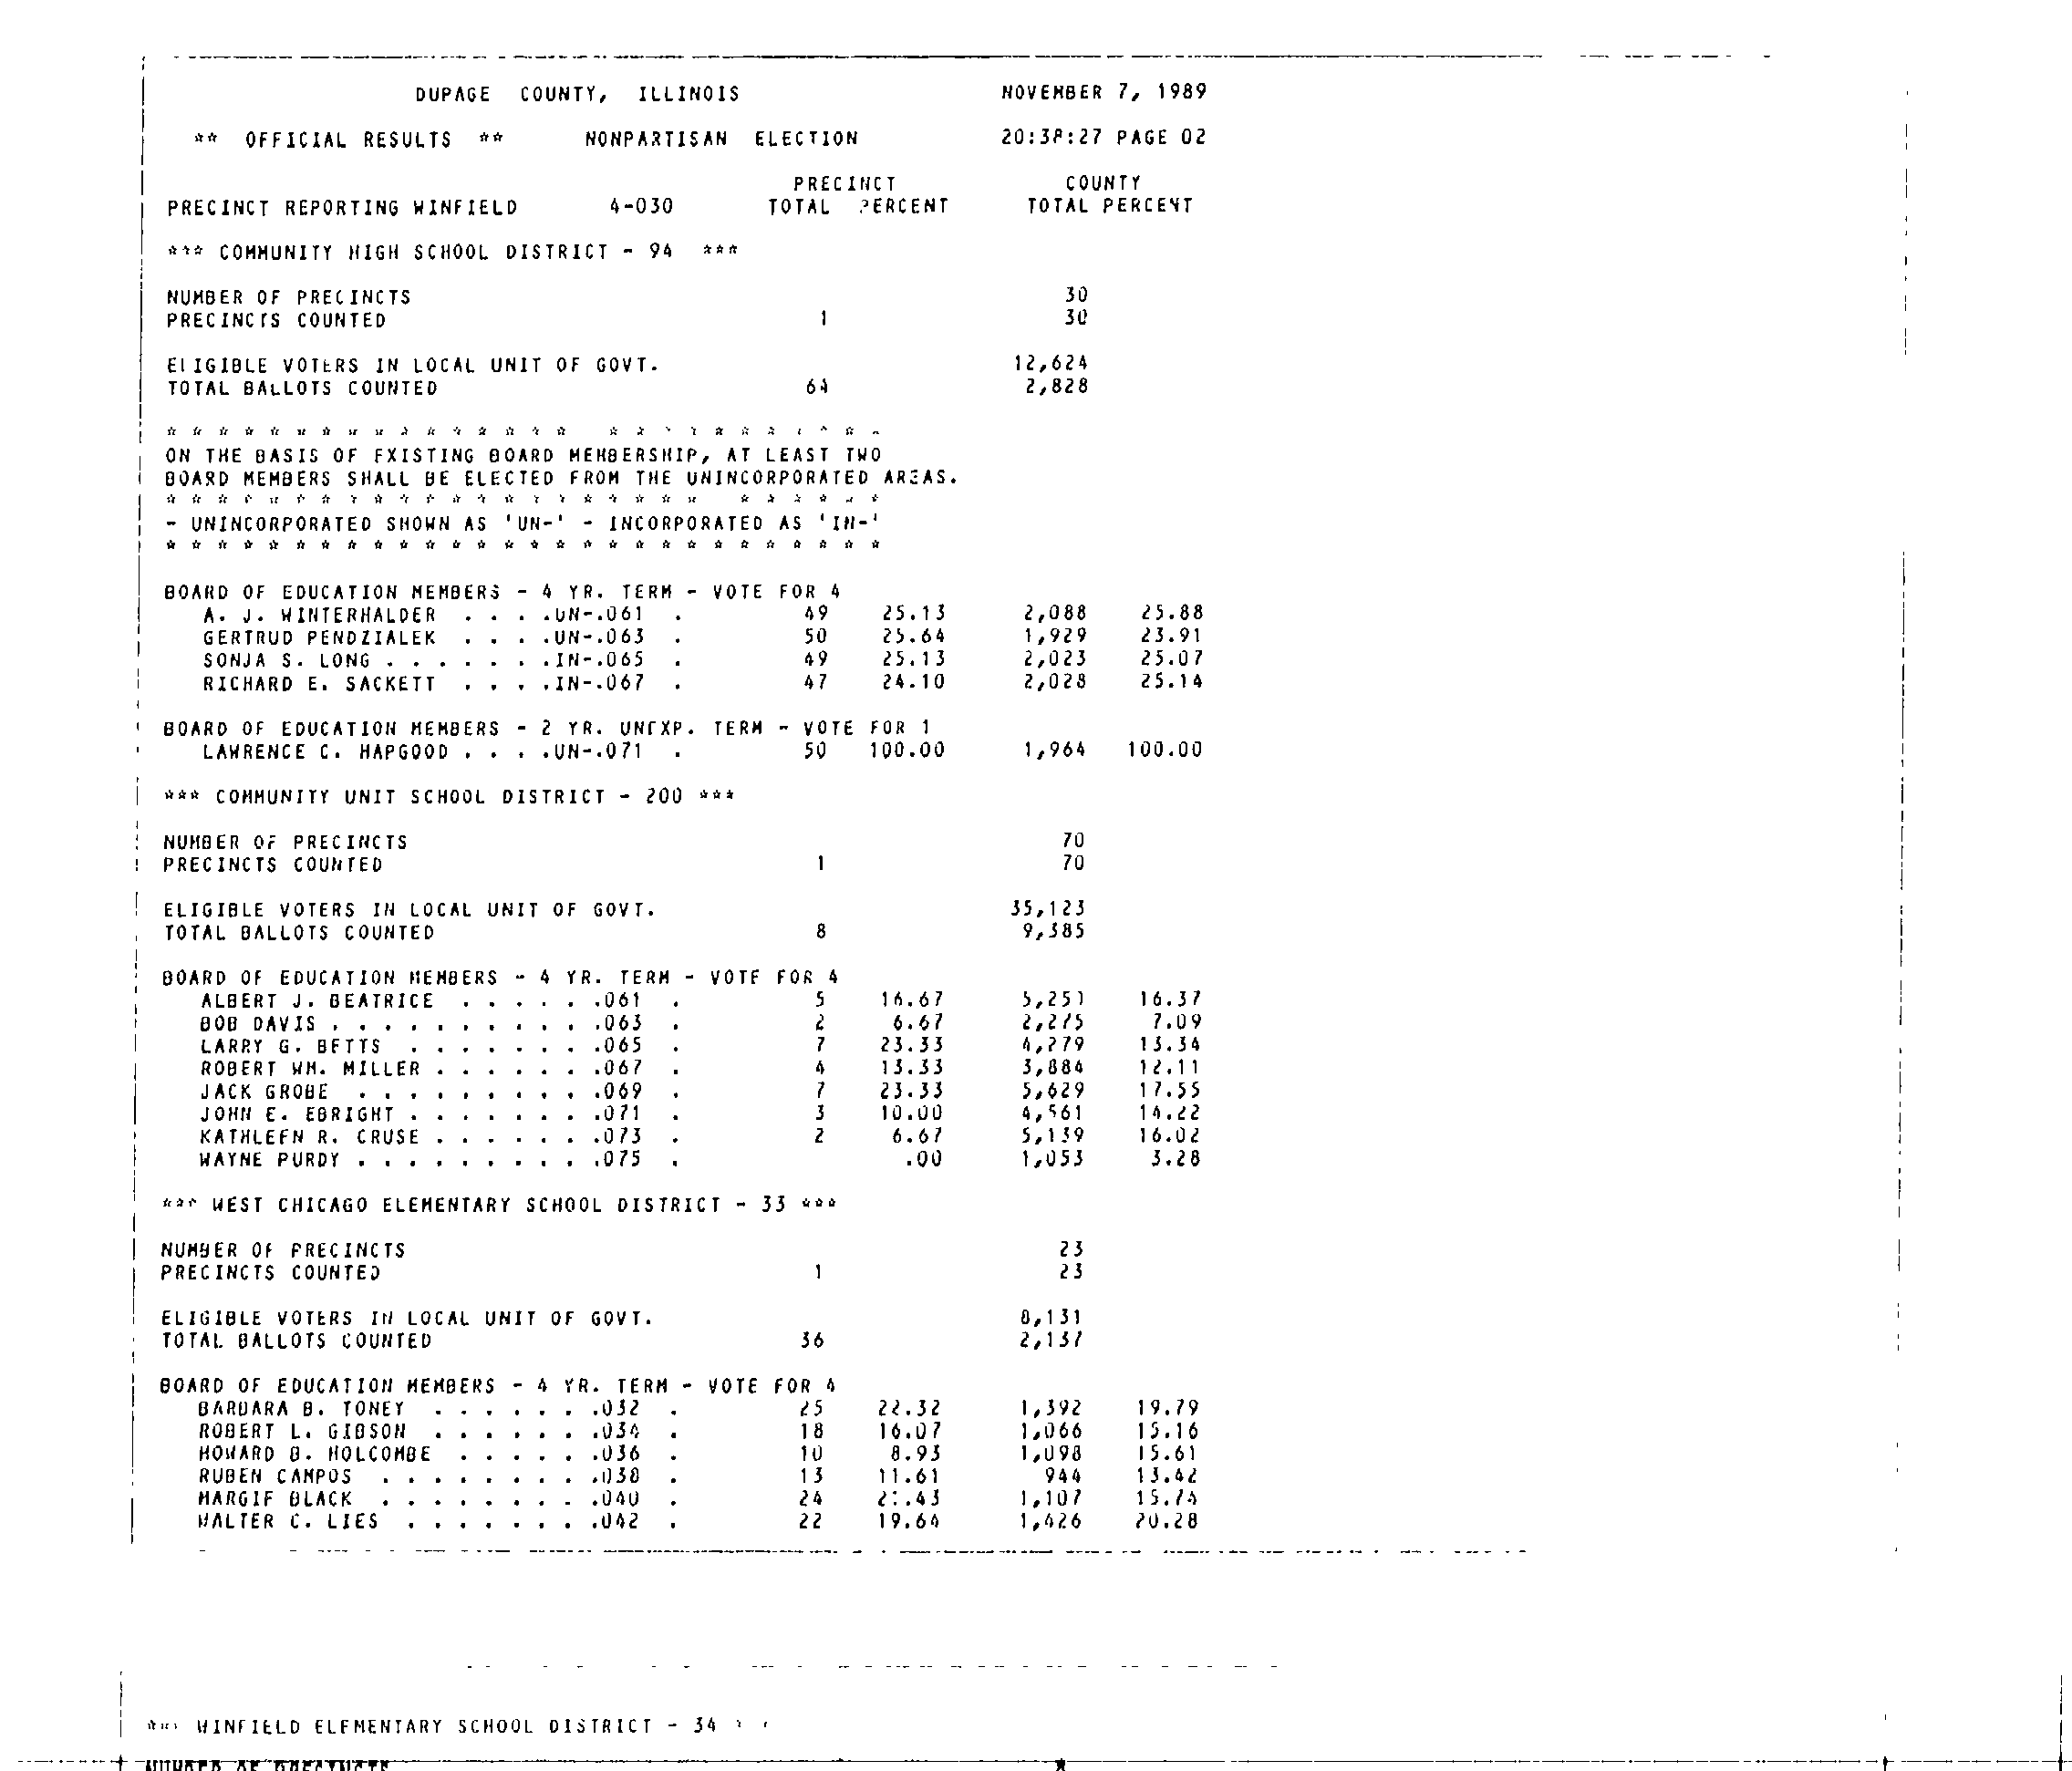 DUPAGE COUNTY, ILLINOIS NOVEMBER 7, 1989
** OFFICIAL RESULTS ** NONPARTISAN ELECTION 20:38:27 PAGE 02
PRECINCT COUNTY
PRECINCT REPORTING WINFIELD 4-030 TOTAL PERCENT TOTAL PERCENT
*** COMMUNITY HIGH SCHOOL DISTRICT - 94 ***
NUMBER OF PRECINCTS 30
PRECINCTS COUNTED 1 30
ELIGIBLE VOTERS IN LOCAL UNIT OF GOVT. 12,624
TOTAL BALLOTS COUNTED 64 2,828
* * * * * * * * * * * * * * * * * * * * * * * * * * *
ON THE BASIS OF EXISTING BOARD MEMBERSHIP, AT LEAST TWO
BOARD MEMBERS SHALL BE ELECTED FROM THE UNINCORPORATED AREAS.
* * * * * * * * * * * * * * * * * * * * * * * * * * *
- UNINCORPORATED SHOWN AS 'UN-' - INCORPORATED AS 'IN-'
* * * * * * * * * * * * * * * * * * * * * * * * * * * *
BOARD OF EDUCATION MEMBERS - 4 YR. TERM - VOTE FOR 4
A. J. WINTERHALDER . . . .UN-.061 . 49 25.13 2,088 25.88
GERTRUD PENDZIALEK . . . .UN-.063 . 50 25.64 1,929 23.91
SONJA S. LONG . . . . . . .IN-.065 . 49 25.13 2,023 25.07
RICHARD E. SACKETT . . . .IN-.067 . 47 24.10 2,028 25.14
BOARD OF EDUCATION MEMBERS - 2 YR. UNEXP. TERM - VOTE FOR 1
LAWRENCE C. HAPGOOD . . . .UN-.071 . 50 100.00 1,964 100.00
*** COMMUNITY UNIT SCHOOL DISTRICT - 200 ***
NUMBER OF PRECINCTS 70
PRECINCTS COUNTED 1 70
ELIGIBLE VOTERS IN LOCAL UNIT OF GOVT. 35,123
TOTAL BALLOTS COUNTED 8 9,385
BOARD OF EDUCATION MEMBERS - 4 YR. TERM - VOTE FOR 4
ALBERT J. BEATRICE . . . . . .061 . 5 16.67 5,251 16.37
BOB DAVIS . . . . . . . . . . .063 . 2 6.67 2,275 7.09
LARRY G. BETTS . . . . . . . .065 . 7 23.33 4,279 13.34
ROBERT WM. MILLER . . . . . . .067 . 4 13.33 3,884 12.11
JACK GROBE . . . . . . . . . .069 . 7 23.33 5,629 17.55
JOHN E. EBRIGHT . . . . . . . .071 . 3 10.00 4,561 14.22
KATHLEEN R. CRUSE . . . . . . .073 . 2 6.67 5,139 16.02
WAYNE PURDY . . . . . . . . . .075 . .00 1,053 3.28
*** WEST CHICAGO ELEMENTARY SCHOOL DISTRICT - 33 ***
NUMBER OF PRECINCTS 23
PRECINCTS COUNTED 1 23
ELIGIBLE VOTERS IN LOCAL UNIT OF GOVT. 8,131
TOTAL BALLOTS COUNTED 36 2,137
BOARD OF EDUCATION MEMBERS - 4 YR. TERM - VOTE FOR 4
BARBARA B. TONEY . . . . . . .032 . 25 22.32 1,392 19.79
ROBERT L. GIBSON . . . . . . .034 . 18 16.07 1,066 15.16
HOWARD B. HOLCOMBE . . . . . .036 . 10 8.93 1,098 15.61
RUBEN CAMPOS . . . . . . . . .038 . 13 11.61 944 13.42
MARGIE BLACK . . . . . . . . .040 . 24 21.43 1,107 15.74
WALTER C. LIES . . . . . . . .042 . 22 19.64 1,426 20.28
*** WINFIELD ELEMENTARY SCHOOL DISTRICT - 34 * *
NUMBER OF PRECINCTS